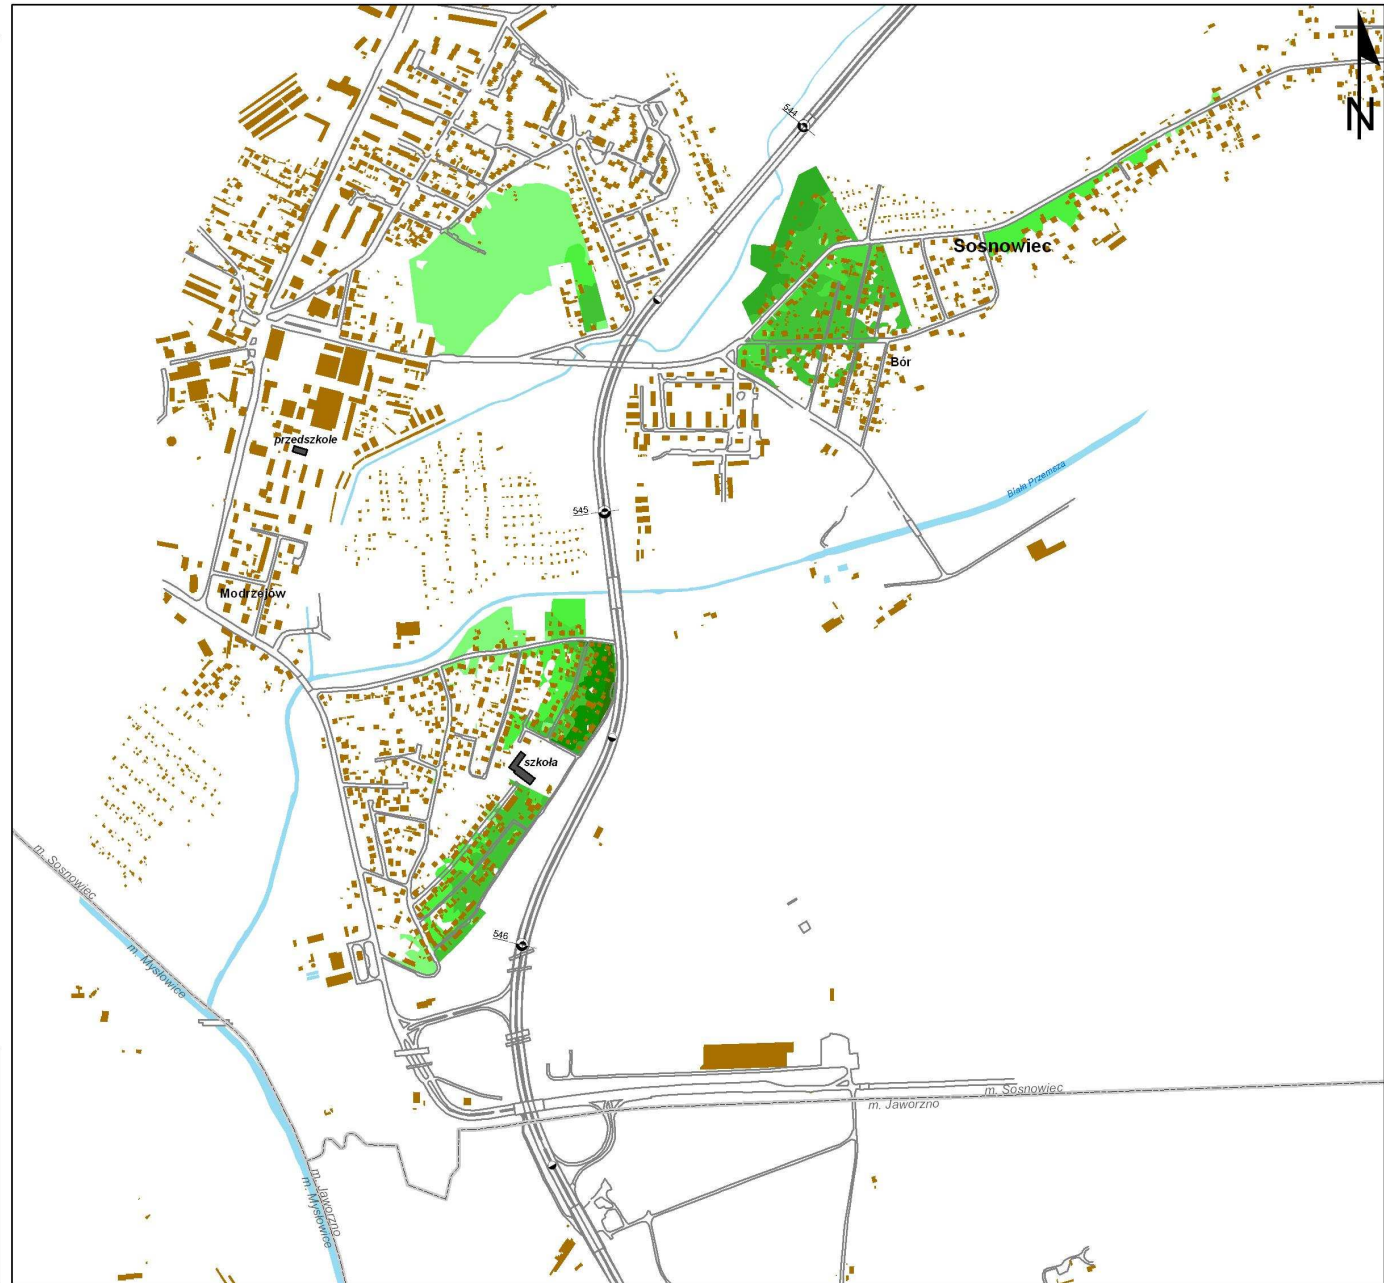 544
N
Sosnowiec
Bór
przedszkole
Biała Przemsza
545
Modrzejów
szkoła
m. Sosnowiec
m. Mysłowice
546
m. Sosnowiec
m. Jaworzno
m. Jaworzno
m. Mysłowice